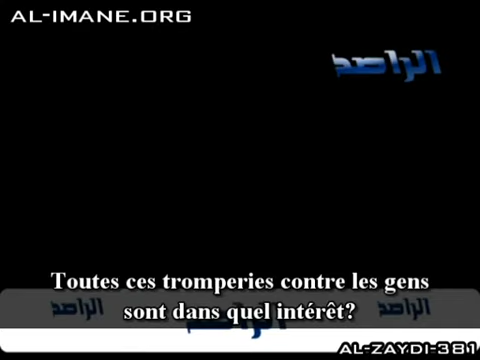 AL-IMANE.ORG
الراصد
Toutes ces tromperies contre les gens
sont dans quel intérêt?
الراصد
الراصد
الراصد
AL-ZAYDI-381